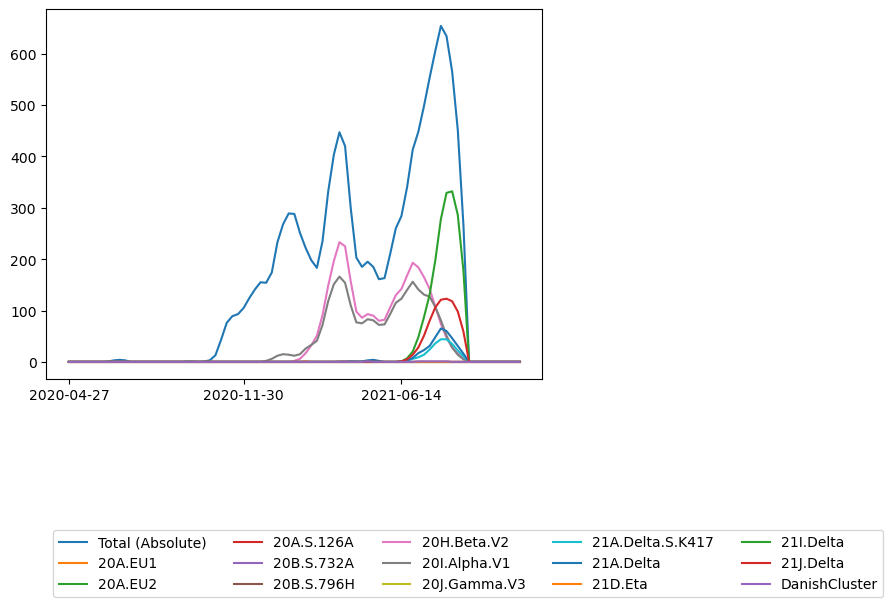 600
500
400
300
200
100
0
2020-04-27 2020-11-30 2021-06-14
Total (Absolute) 20A.S.126A 20H.Beta.V2 21A.Delta.S.K417 21I.Delta
20A.EU1 20B.S.732A 20I.Alpha.V1 21A.Delta 21J.Delta
20A.EU2 20B.S.796H 20J.Gamma.V3 21D.Eta DanishCluster